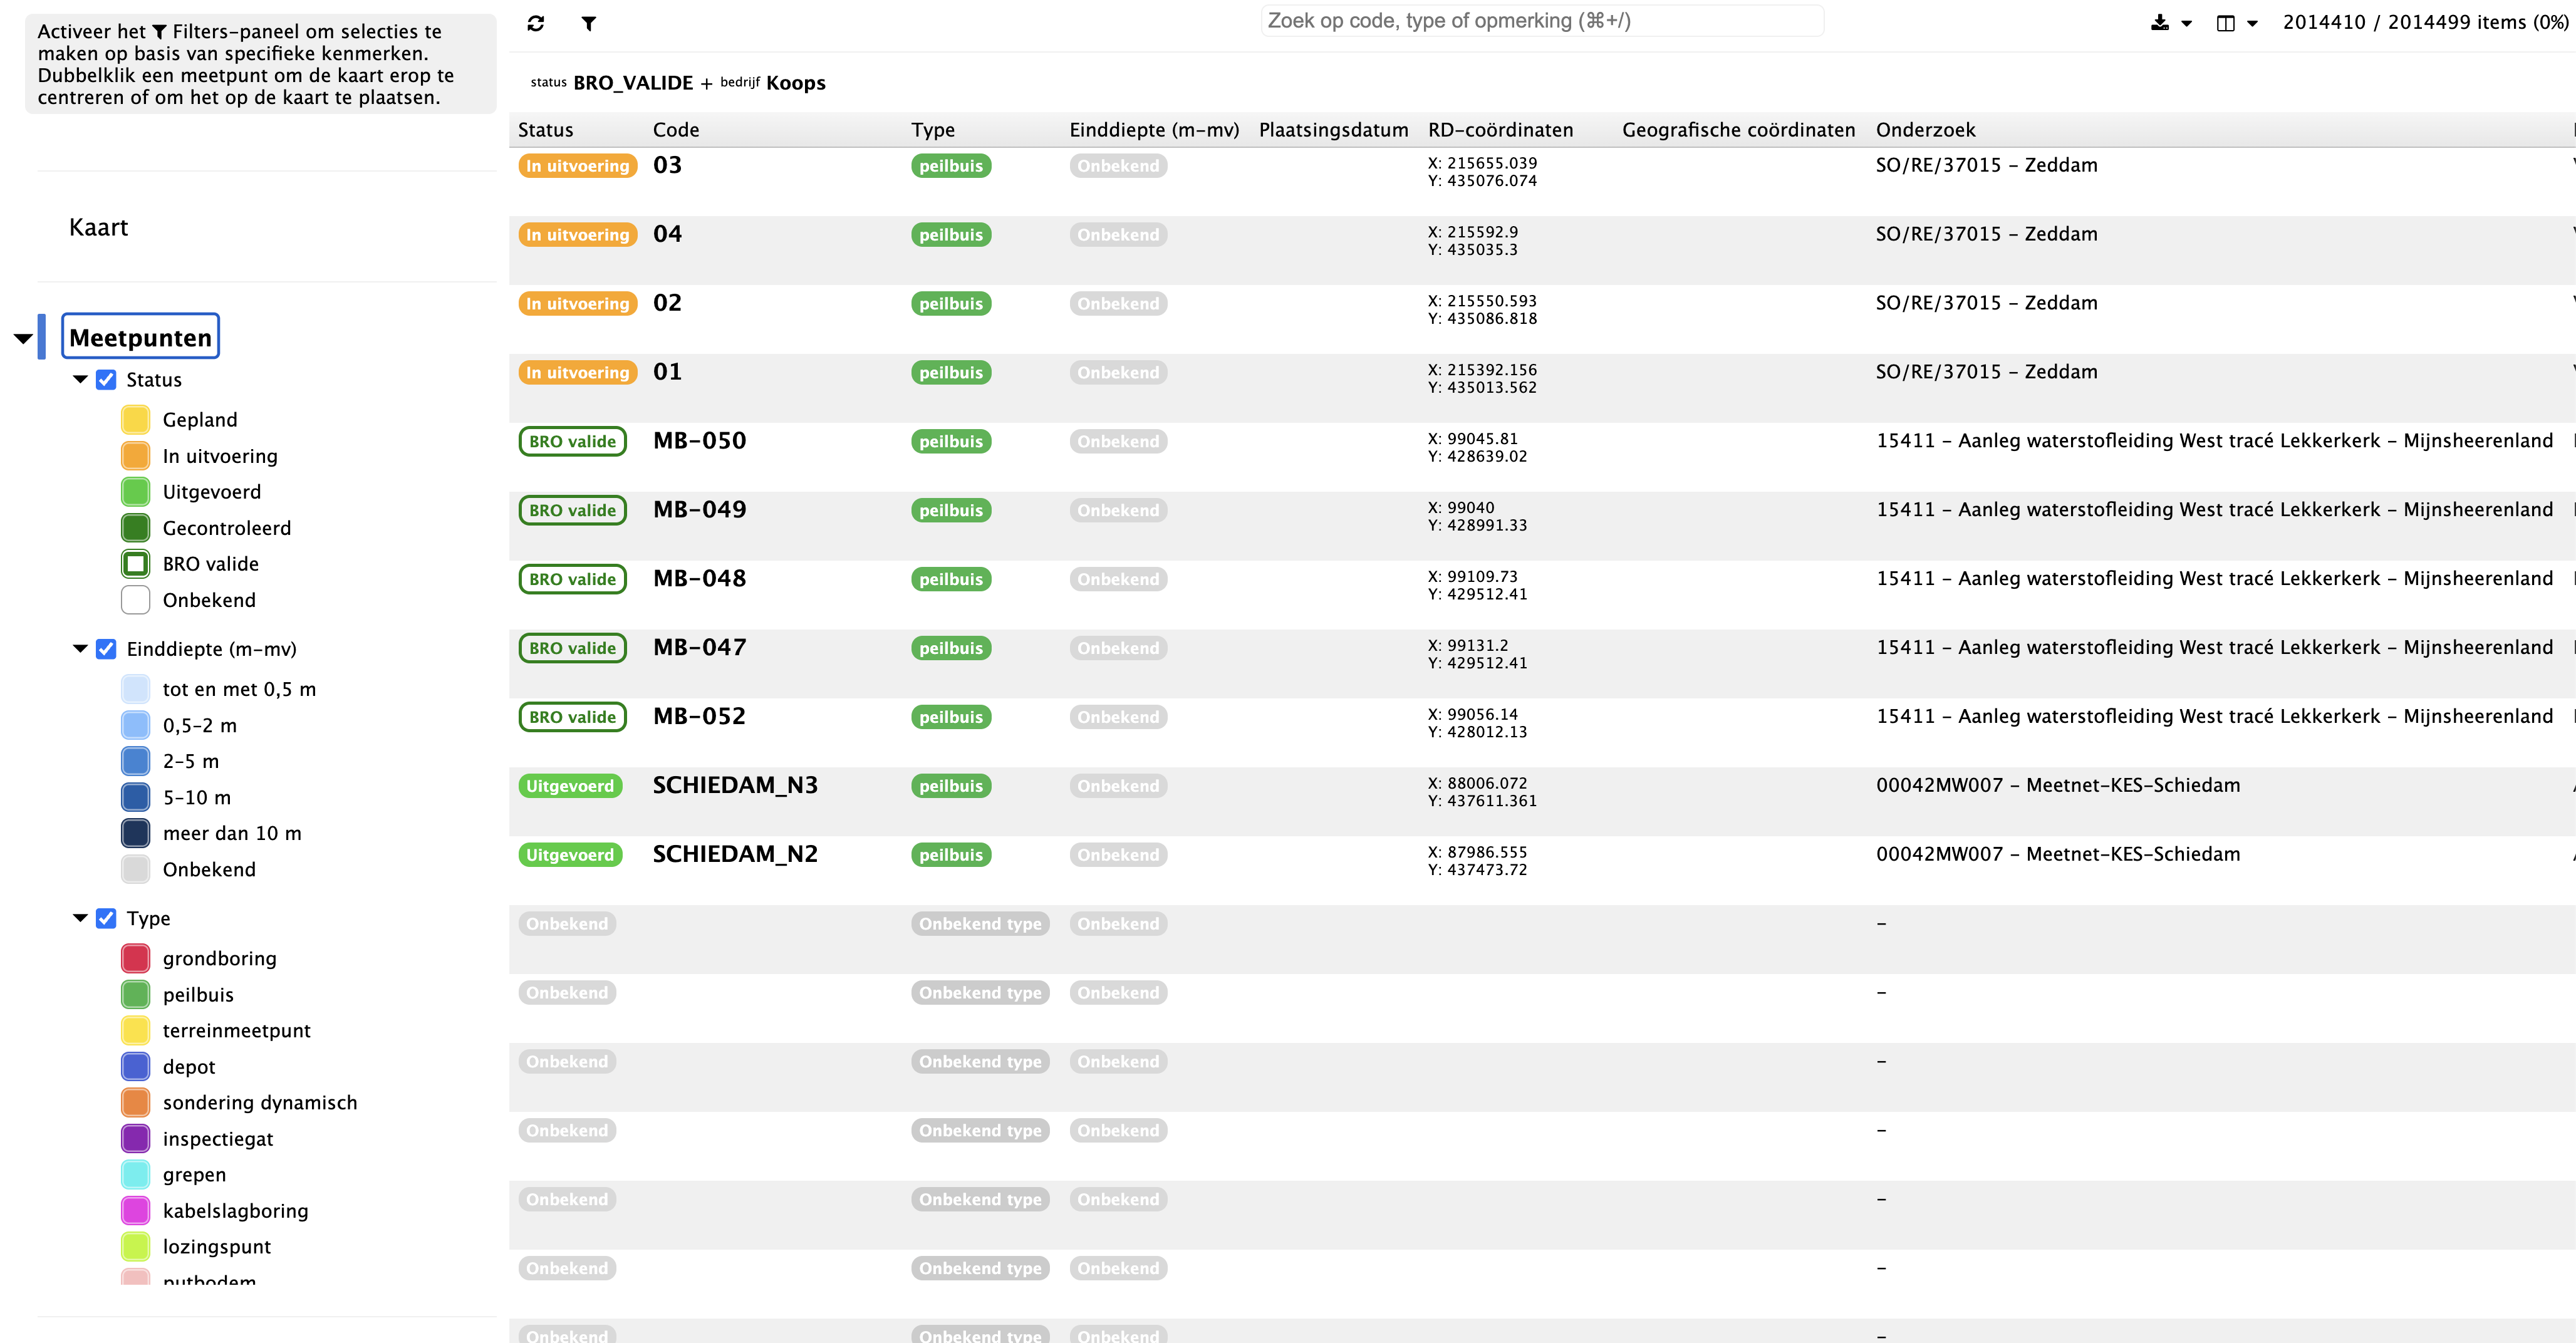 Activeer het Filters-paneel om selecties te
maken op basis van specifieke kenmerken.
Dubbelklik een meetpunt om de kaart erop te
centreren of om het op de kaart te plaatsen.
Kaart
Meetpunten
Status
Gepland
In uitvoering
Uitgevoerd
Gecontroleerd
BRO valide
Onbekend
Einddiepte (m-mv)
tot en met 0,5 m
0,5-2 m
2-5 m
5-10 m
meer dan 10 m
Onbekend
Type
grondboring
peilbuis
terreinmeetpunt
depot
sondering dynamisch
inspectiegat
grepen
kabelslagboring
lozingspunt
putbodem
Zoek op code, type of opmerking (⌘+/)
2014410 / 2014499 items (0%)
status BRO_VALIDE + bedrijf Koops
Status Code Type Einddiepte (m-mv) Plaatsingsdatum RD-coördinaten Geografische coördinaten Onderzoek
In uitvoering 03 peilbuis Onbekend X: 215655.039 SO/RE/37015 - Zeddam
Y: 435076.074
In uitvoering 04 peilbuis Onbekend X: 215592.9 SO/RE/37015 - Zeddam
Y: 435035.3
In uitvoering 02 peilbuis Onbekend X: 215550.593 SO/RE/37015 - Zeddam
Y: 435086.818
In uitvoering 01 peilbuis Onbekend X: 215392.156 SO/RE/37015 - Zeddam
Y: 435013.562
BRO valide MB-050 peilbuis Onbekend X: 99045.81 15411 - Aanleg waterstofleiding West tracé Lekkerkerk - Mijnsheerenland
Y: 428639.02
BRO valide MB-049 peilbuis Onbekend X: 99040 15411 - Aanleg waterstofleiding West tracé Lekkerkerk - Mijnsheerenland
Y: 428991.33
BRO valide MB-048 peilbuis Onbekend X: 99109.73 15411 - Aanleg waterstofleiding West tracé Lekkerkerk - Mijnsheerenland
Y: 429512.41
BRO valide MB-047 peilbuis Onbekend X: 99131.2 15411 - Aanleg waterstofleiding West tracé Lekkerkerk - Mijnsheerenland
Y: 429512.41
BRO valide MB-052 peilbuis Onbekend X: 99056.14 15411 - Aanleg waterstofleiding West tracé Lekkerkerk - Mijnsheerenland
Y: 428012.13
Uitgevoerd SCHIEDAM_N3 peilbuis Onbekend X: 88006.072 00042MW007 - Meetnet-KES-Schiedam
Y: 437611.361
Uitgevoerd SCHIEDAM_N2 peilbuis Onbekend X: 87986.555 00042MW007 - Meetnet-KES-Schiedam
Y: 437473.72
Onbekend Onbekend type Onbekend -
Onbekend Onbekend type Onbekend -
Onbekend Onbekend type Onbekend -
Onbekend Onbekend type Onbekend -
Onbekend Onbekend type Onbekend -
Onbekend Onbekend type Onbekend -
Onbekend Onbekend type Onbekend -